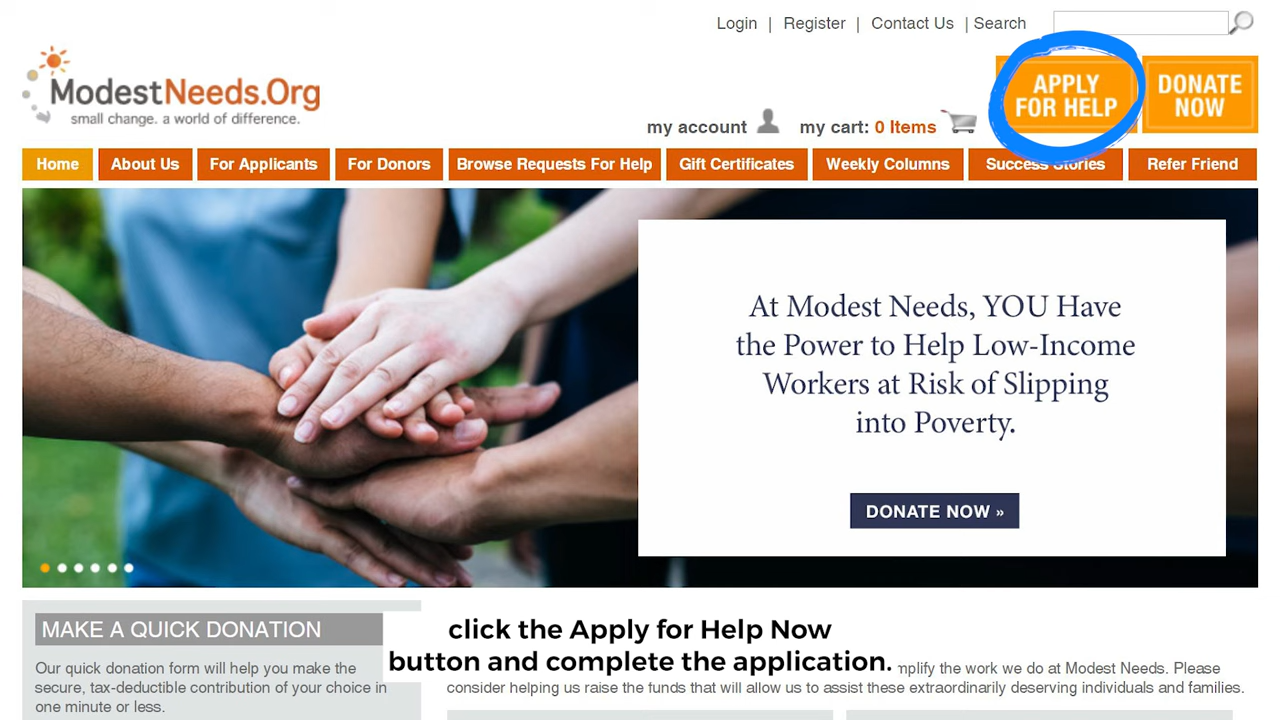 Login | Register | Contact Us | Search
ModestNeeds.Org
small change. a world of difference.
my account
my cart: 0 Items
APPLY
FOR HELP
DONATE
NOW
Home
About Us
For Applicants
For Donors
Browse Requests For Help
Gift Certificates
Weekly Columns
Success Stories
Refer Friend
At Modest Needs, YOU Have
the Power to Help Low-Income
Workers at Risk of Slipping
into Poverty.
DONATE NOW »
MAKE A QUICK DONATION
Our quick donation form will help you make the
secure, tax-deductible contribution of your choice in
one minute or less.
click the Apply for Help Now
button and complete the application.
the work we do at Modest Needs. Please
consider helping us raise the funds that will allow us to assist these extraordinarily deserving individuals and families.